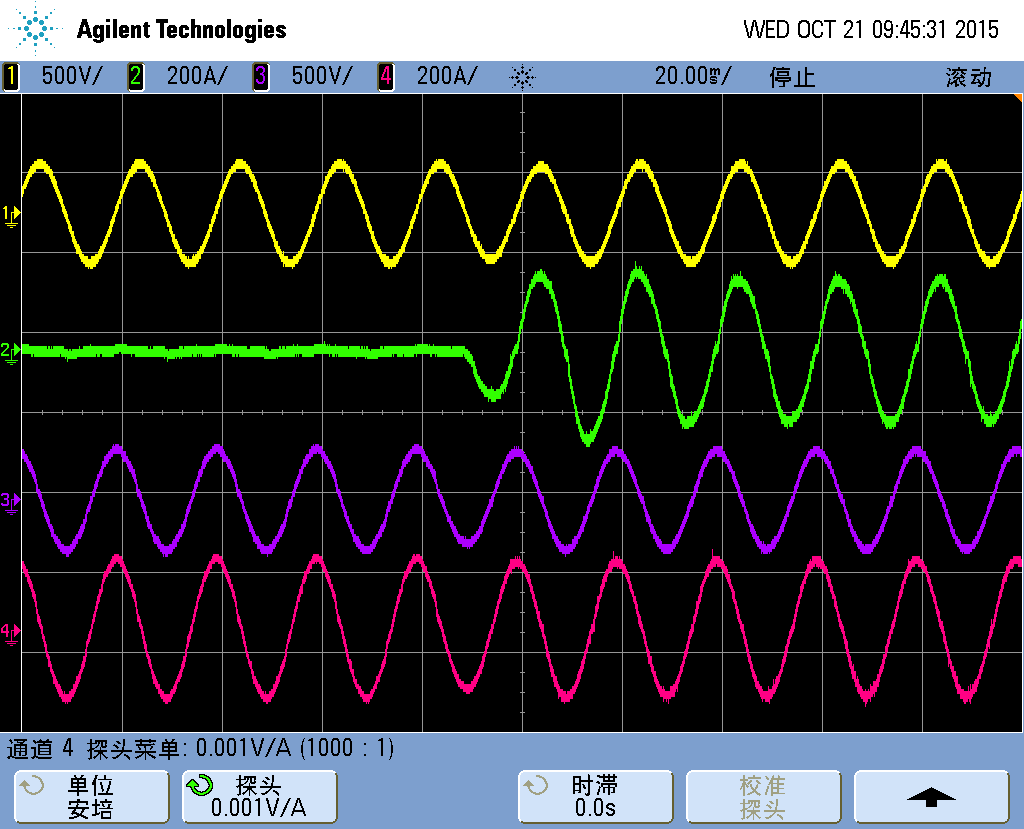 Agilent Technologies WED OCT 21 09:45:31 2015
1 500V/ 2 200A/ 3 500V/ 4 200A/ 20.00ms/ 停止 滚动
1
2
3
4
通道 4 探头菜单: 0.001V/A (1000 : 1)
单位 探头 时滞 校准
安培 0.001V/A 0.0s 探头